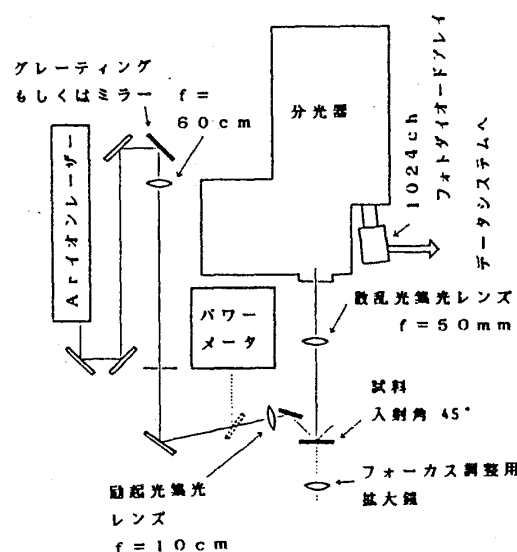 グレーティング
もしくはミラー
f=
60cm
Arイオンレーザー
分光器
1024ch
フォトダイオードアレイ
データシステムへ
散乱光集光レンズ
f=50mm
パワー
メータ
試料
入射角 45°
フォーカス調整用
拡大鏡
励起光集光
レンズ
f=10cm